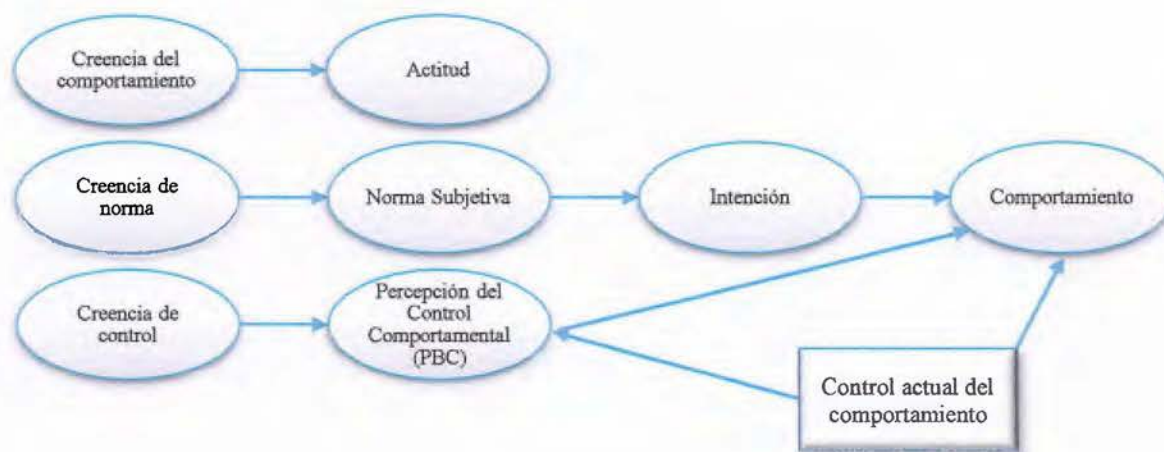 Creencia del
comportamiento
Actitud
Creencia de
norma
Norma Subjetiva
Intención
Comportamiento
Creencia de
control
Percepción del
Control
Comportamental
(PBC)
Control actual del
comportamiento